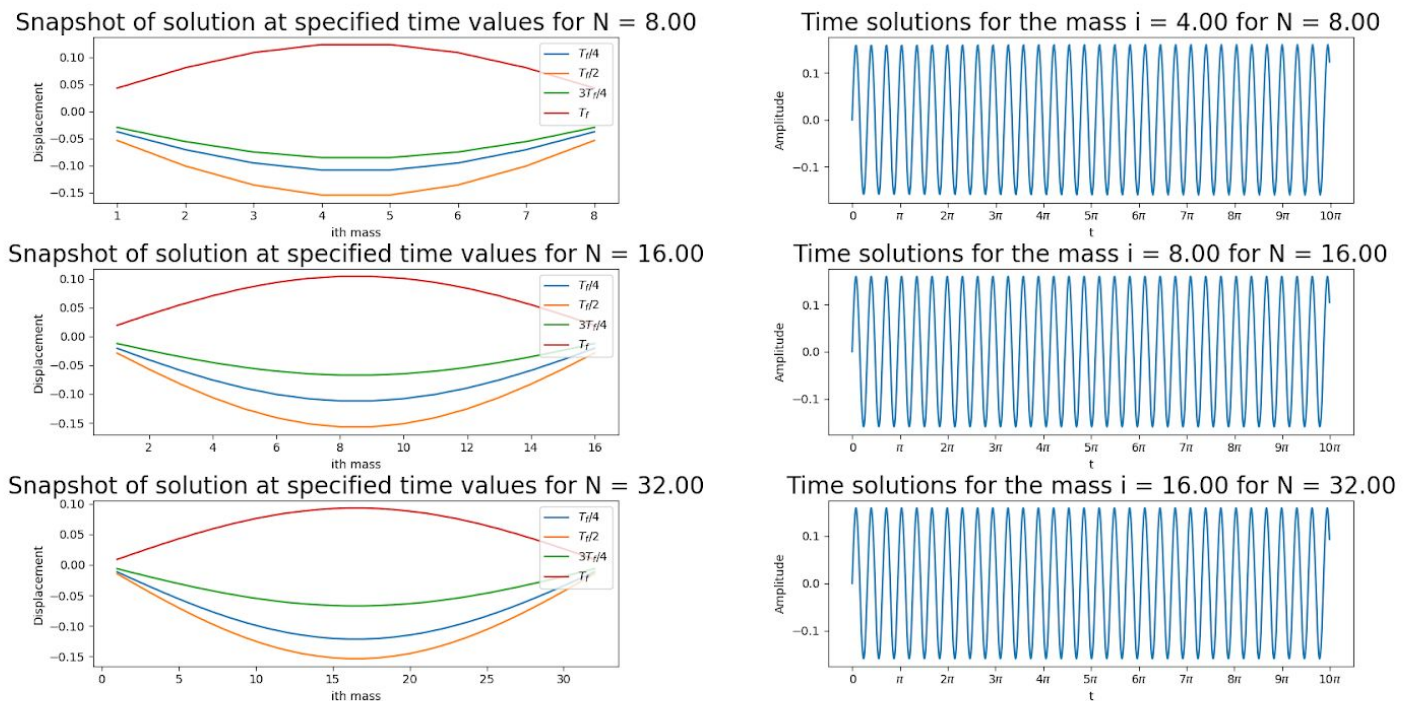 Snapshot of solution at specified time values for N = 8.00
0.10
0.05
0.00
−0.05
−0.10
−0.15
Displacement
T_f/4
T_f/2
3T_f/4
T_f
1 2 3 4 5 6 7 8
ith mass
Time solutions for the mass i = 4.00 for N = 8.00
0.1
0.0
−0.1
Amplitude
0 π 2π 3π 4π 5π 6π 7π 8π 9π 10π
t
Snapshot of solution at specified time values for N = 16.00
0.10
0.05
0.00
−0.05
−0.10
−0.15
Displacement
T_f/4
T_f/2
3T_f/4
T_f
2 4 6 8 10 12 14 16
ith mass
Time solutions for the mass i = 8.00 for N = 16.00
0.1
0.0
−0.1
Amplitude
0 π 2π 3π 4π 5π 6π 7π 8π 9π 10π
t
Snapshot of solution at specified time values for N = 32.00
0.10
0.05
0.00
−0.05
−0.10
−0.15
Displacement
T_f/4
T_f/2
3T_f/4
T_f
0 5 10 15 20 25 30
ith mass
Time solutions for the mass i = 16.00 for N = 32.00
0.1
0.0
−0.1
Amplitude
0 π 2π 3π 4π 5π 6π 7π 8π 9π 10π
t